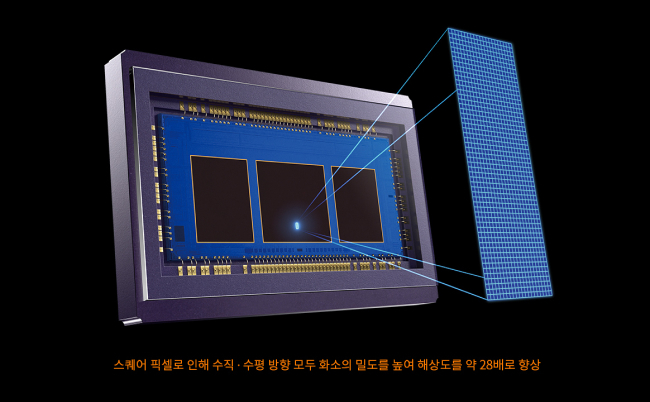 스퀘어 픽셀로 인해 수직 · 수평 방향 모두 화소의 밀도를 높여 해상도를 약 28배로 향상